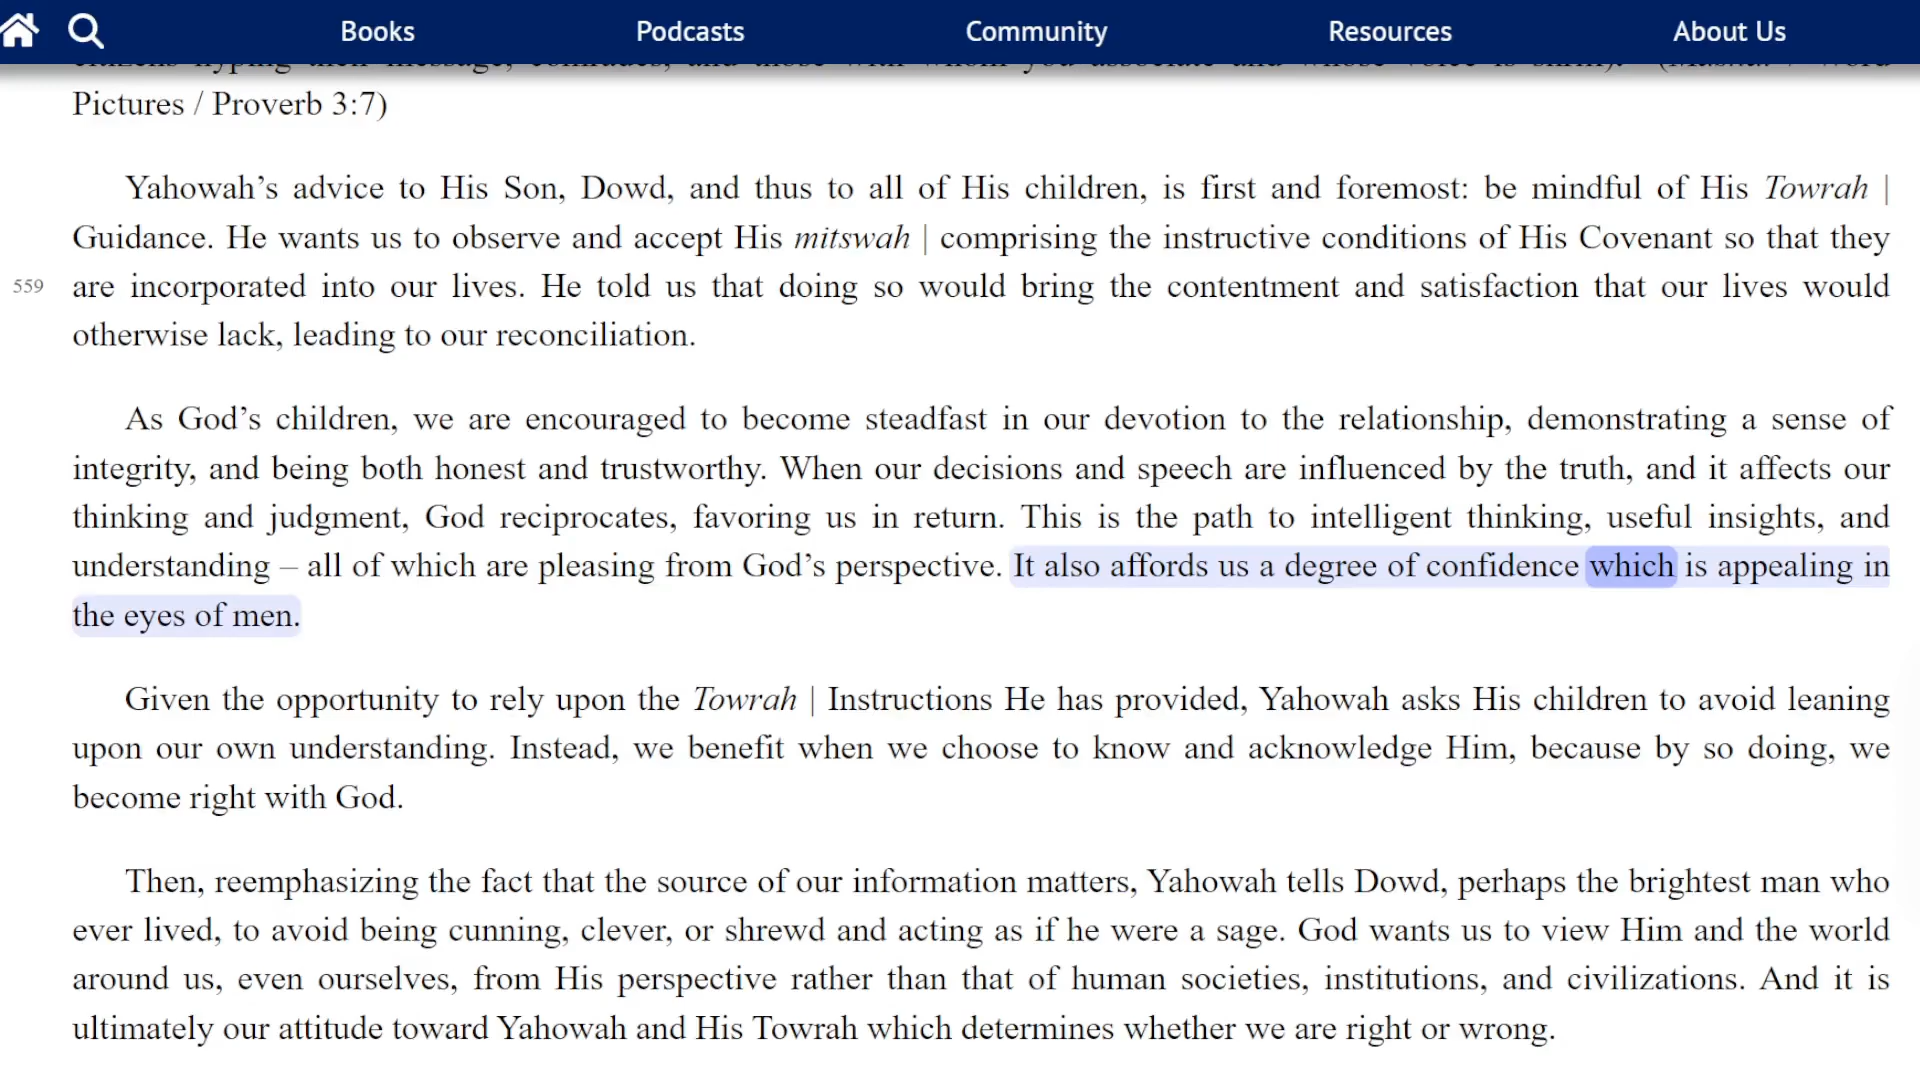 Books Podcasts Community Resources About Us
Pictures / Proverb 3:7)
Yahowah’s advice to His Son, Dowd, and thus to all of His children, is first and foremost: be mindful of His Towrah |
Guidance. He wants us to observe and accept His mitswah | comprising the instructive conditions of His Covenant so that they
559 are incorporated into our lives. He told us that doing so would bring the contentment and satisfaction that our lives would
otherwise lack, leading to our reconciliation.
As God’s children, we are encouraged to become steadfast in our devotion to the relationship, demonstrating a sense of
integrity, and being both honest and trustworthy. When our decisions and speech are influenced by the truth, and it affects our
thinking and judgment, God reciprocates, favoring us in return. This is the path to intelligent thinking, useful insights, and
understanding – all of which are pleasing from God’s perspective. It also affords us a degree of confidence which is appealing in
the eyes of men.
Given the opportunity to rely upon the Towrah | Instructions He has provided, Yahowah asks His children to avoid leaning
upon our own understanding. Instead, we benefit when we choose to know and acknowledge Him, because by so doing, we
become right with God.
Then, reemphasizing the fact that the source of our information matters, Yahowah tells Dowd, perhaps the brightest man who
ever lived, to avoid being cunning, clever, or shrewd and acting as if he were a sage. God wants us to view Him and the world
around us, even ourselves, from His perspective rather than that of human societies, institutions, and civilizations. And it is
ultimately our attitude toward Yahowah and His Towrah which determines whether we are right or wrong.